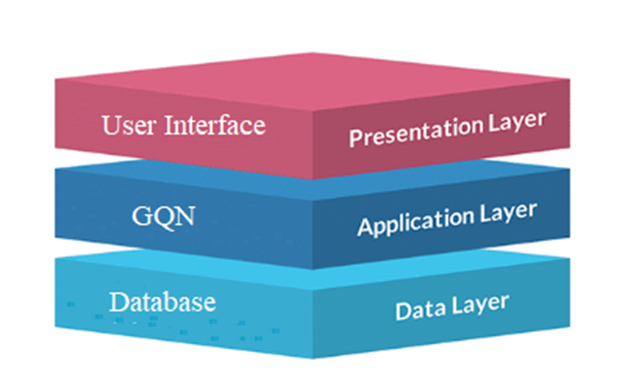 User Interface
Presentation Layer
GQN
Application Layer
Database
Data Layer